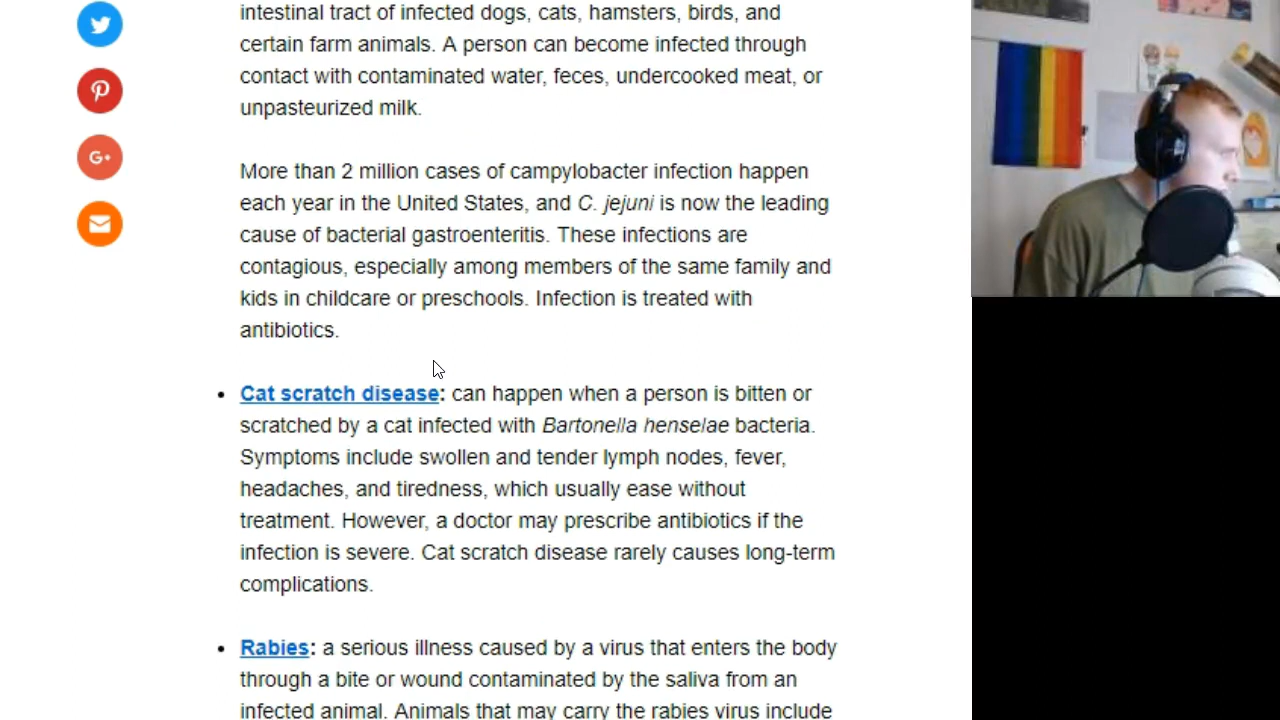 intestinal tract of infected dogs, cats, hamsters, birds, and
certain farm animals. A person can become infected through
contact with contaminated water, feces, undercooked meat, or
unpasteurized milk.
More than 2 million cases of campylobacter infection happen
each year in the United States, and C. jejuni is now the leading
cause of bacterial gastroenteritis. These infections are
contagious, especially among members of the same family and
kids in childcare or preschools. Infection is treated with
antibiotics.
• Cat scratch disease: can happen when a person is bitten or
scratched by a cat infected with Bartonella henselae bacteria.
Symptoms include swollen and tender lymph nodes, fever,
headaches, and tiredness, which usually ease without
treatment. However, a doctor may prescribe antibiotics if the
infection is severe. Cat scratch disease rarely causes long-term
complications.
• Rabies: a serious illness caused by a virus that enters the body
through a bite or wound contaminated by the saliva from an
infected animal. Animals that may carry the rabies virus include
G+